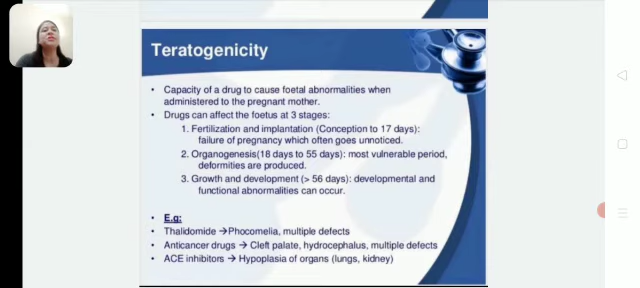 Teratogenicity
• Capacity of a drug to cause foetal abnormalities when
administered to the pregnant mother.
• Drugs can affect the foetus at 3 stages:
1. Fertilization and implantation (Conception to 17 days):
failure of pregnancy which often goes unnoticed.
2. Organogenesis(18 days to 55 days): most vulnerable period,
deformities are produced.
3. Growth and development (> 56 days): developmental and
functional abnormalities can occur.
• E.g:
• Thalidomide →Phocomelia, multiple defects
• Anticancer drugs → Cleft palate, hydrocephalus, multiple defects
• ACE inhibitors → Hypoplasia of organs (lungs, kidney)